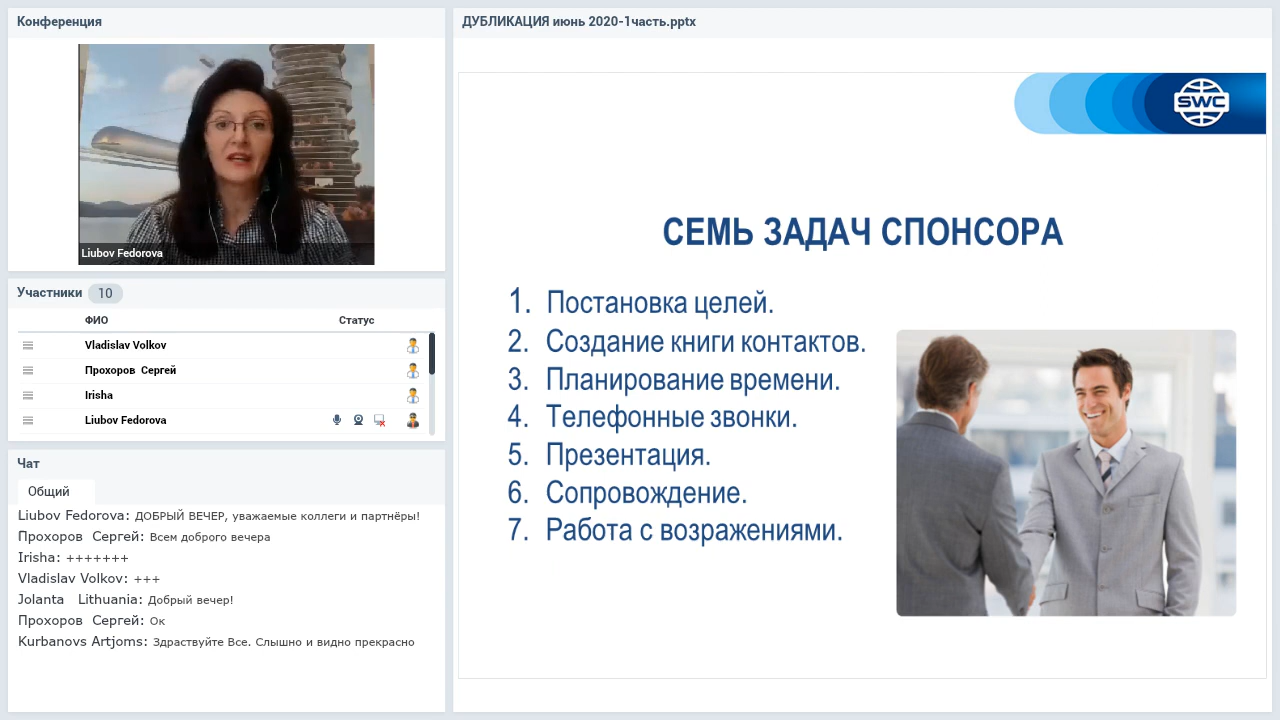 Конференция
Liubov Fedorova
Участники 10
ФИО Статус
Vladislav Volkov
Прохоров Сергей
Irisha
Liubov Fedorova
Чат
Общий
Liubov Fedorova: ДОБРЫЙ ВЕЧЕР, уважаемые коллеги и партнёры!
Прохоров Сергей: Всем доброго вечера
Irisha: +++++++
Vladislav Volkov: +++
Jolanta Lithuania: Добрый вечер!
Прохоров Сергей: Ок
Kurbanovs Artjoms: Здраствуйте Все. Слышно и видно прекрасно
ДУБЛИКАЦИЯ июнь 2020-1часть.pptx
SWC
СЕМЬ ЗАДАЧ СПОНСОРА
1. Постановка целей.
2. Создание книги контактов.
3. Планирование времени.
4. Телефонные звонки.
5. Презентация.
6. Сопровождение.
7. Работа с возражениями.